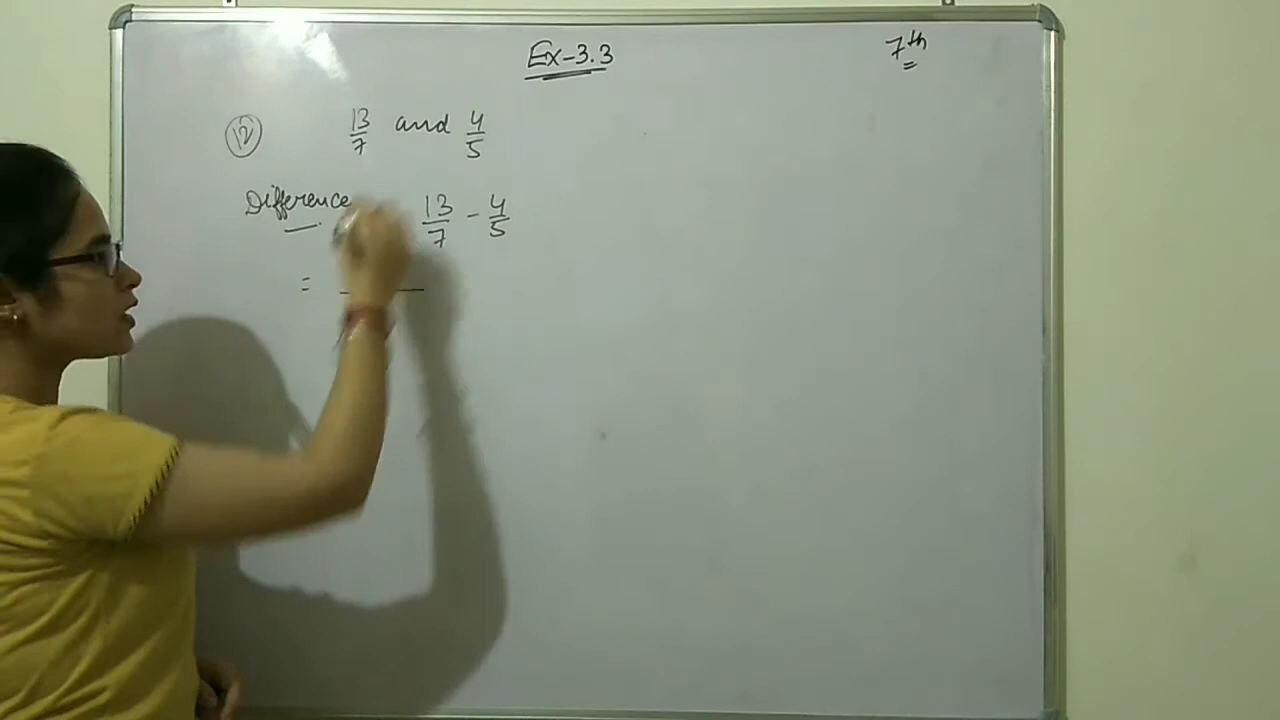 Ex-3.3
7th
12 13/7 and 4/5
Difference 13/7 - 4/5
=